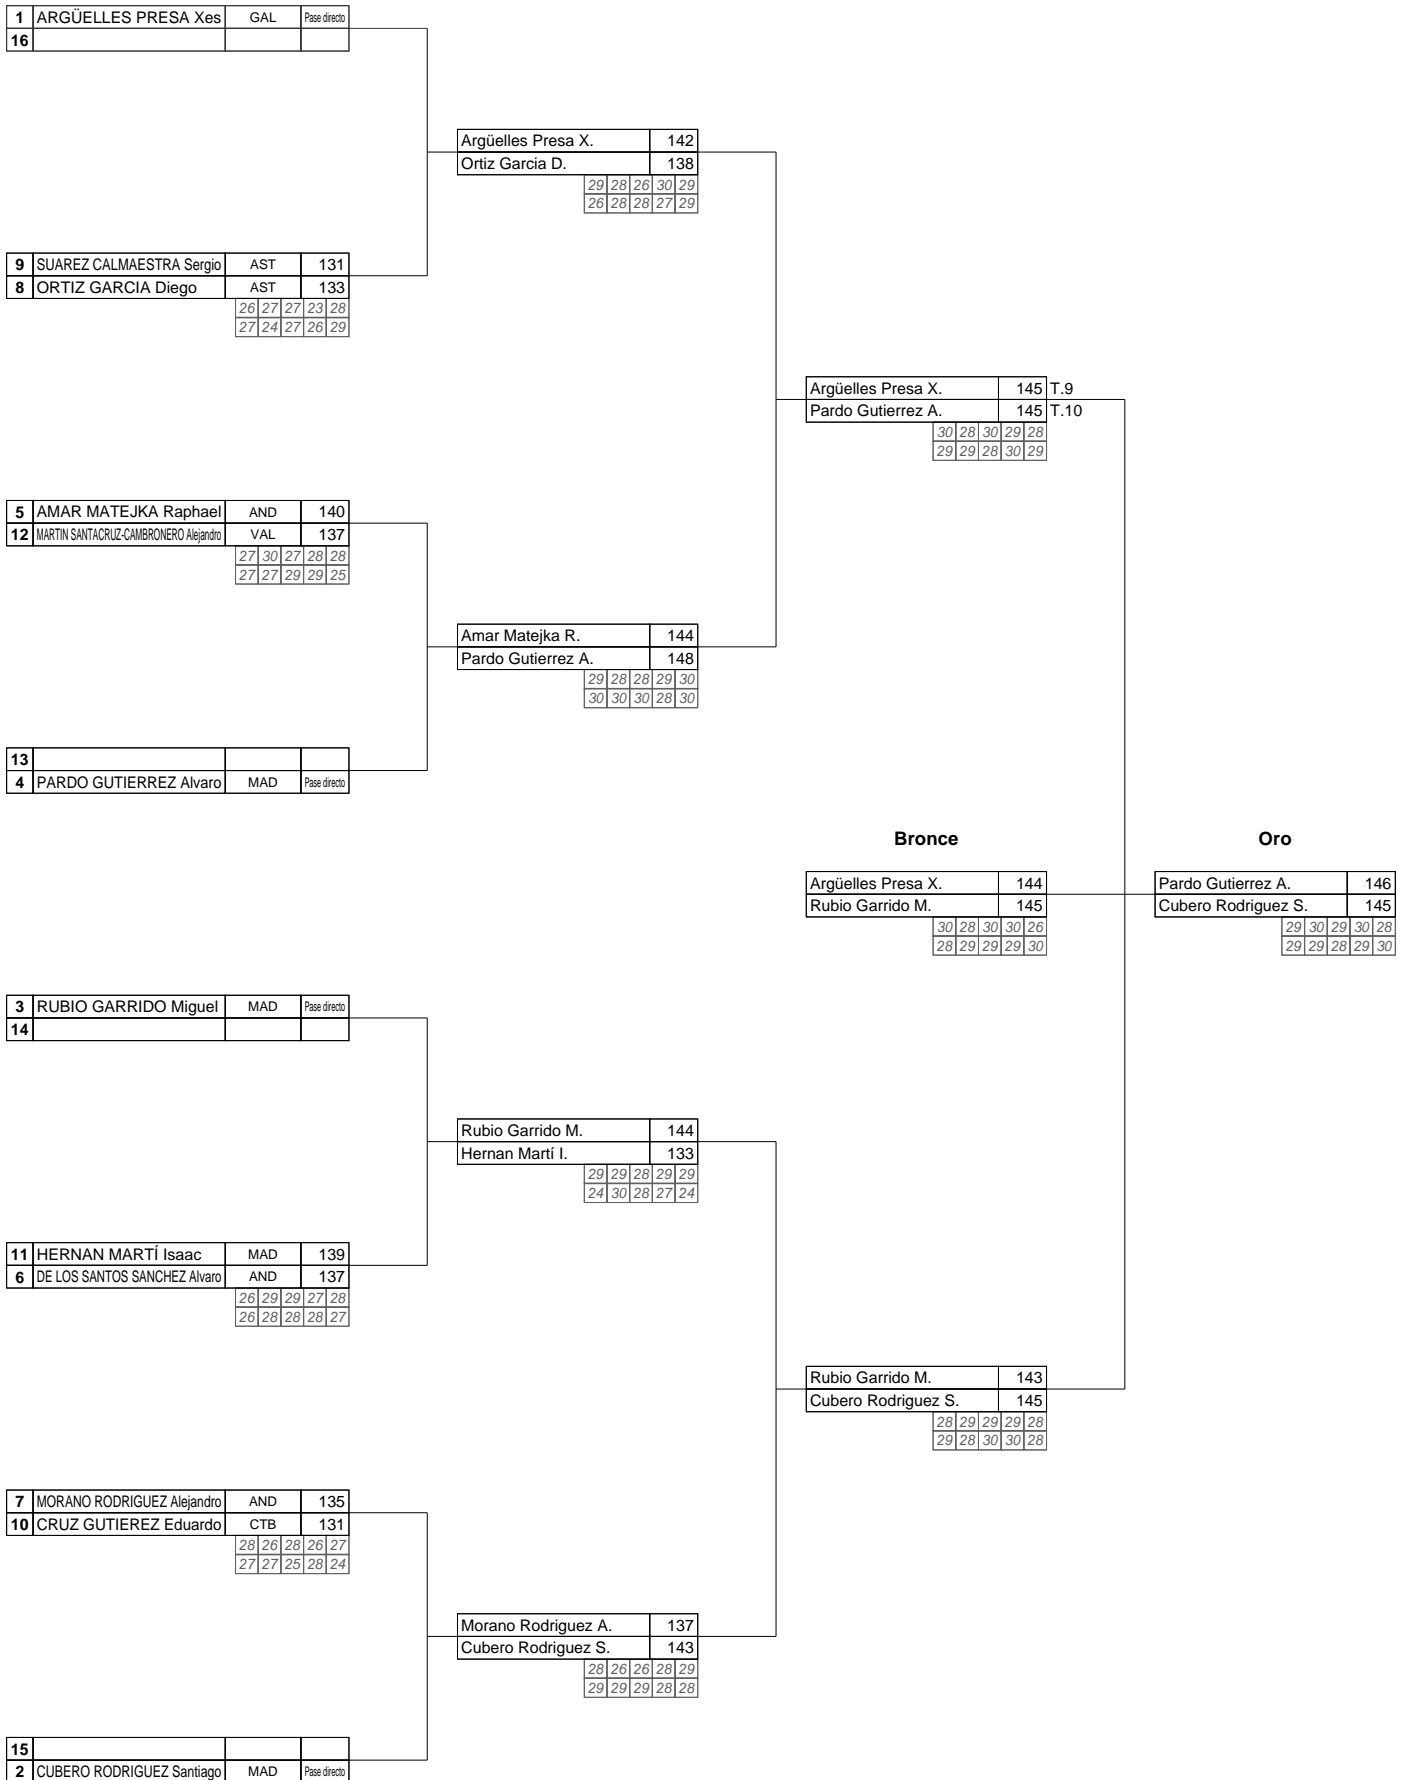 1 ARGÜELLES PRESA Xes GAL Pase directo
16
Argüelles Presa X. 142
Ortiz Garcia D. 138
29 28 26 30 29
26 28 28 27 29
9 SUAREZ CALMAESTRA Sergio AST 131
8 ORTIZ GARCIA Diego AST 133
26 27 27 23 28
27 24 27 26 29
Argüelles Presa X. 145 T.9
Pardo Gutierrez A. 145 T.10
30 28 30 29 28
29 29 28 30 29
5 AMAR MATEJKA Raphael AND 140
12 MARTIN SANTACRUZ-CAMBRONERO Alejandro VAL 137
27 30 27 28 28
27 27 29 29 25
Amar Matejka R. 144
Pardo Gutierrez A. 148
29 28 28 29 30
30 30 30 28 30
13
4 PARDO GUTIERREZ Alvaro MAD Pase directo
Bronce Oro
Argüelles Presa X. 144 Pardo Gutierrez A. 146
Rubio Garrido M. 145 Cubero Rodriguez S. 145
30 28 30 30 26 29 30 29 30 28
28 29 29 29 30 29 29 28 29 30
3 RUBIO GARRIDO Miguel MAD Pase directo
14
Rubio Garrido M. 144
Hernan Martí I. 133
29 29 28 29 29
24 30 28 27 24
11 HERNAN MARTÍ Isaac MAD 139
6 DE LOS SANTOS SANCHEZ Alvaro AND 137
26 29 29 27 28
26 28 28 28 27
Rubio Garrido M. 143
Cubero Rodriguez S. 145
28 29 29 29 28
29 28 30 30 28
7 MORANO RODRIGUEZ Alejandro AND 135
10 CRUZ GUTIEREZ Eduardo CTB 131
28 26 28 26 27
27 27 25 28 24
Morano Rodriguez A. 137
Cubero Rodriguez S. 143
28 26 26 28 29
29 29 29 28 28
15
2 CUBERO RODRIGUEZ Santiago MAD Pase directo